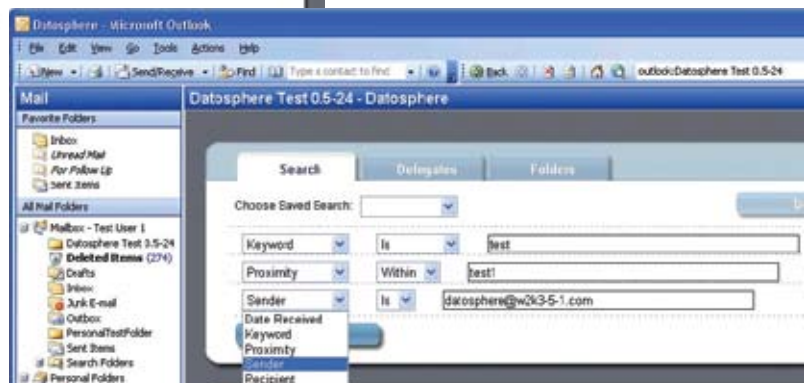 Datosphere - Microsoft Outlook
File Edit View Go Tools Actions Help
New Send/Receive Find Type a contact to find Back outlook:Datosphere Test 0.5-24
Mail
Datosphere Test 0.5-24 - Datosphere
Favorite Folders
Inbox
Unread Mail
For Follow Up
Sent Items
Search Delegates Folders
Choose Saved Search:
All Mail Folders
Mailbox - Test User 1
Datosphere Test 3.5-24
Deleted Items (274)
Drafts
Inbox
Junk E-mail
Outbox
PersonalTestFolder
Sent Items
Search Folders
Personal Folders
Keyword Is test
Proximity Within test1
Sender Is datosphere@w2k3-5-1.com
Date Received
Keyword
Proximity
Sender
Recipient